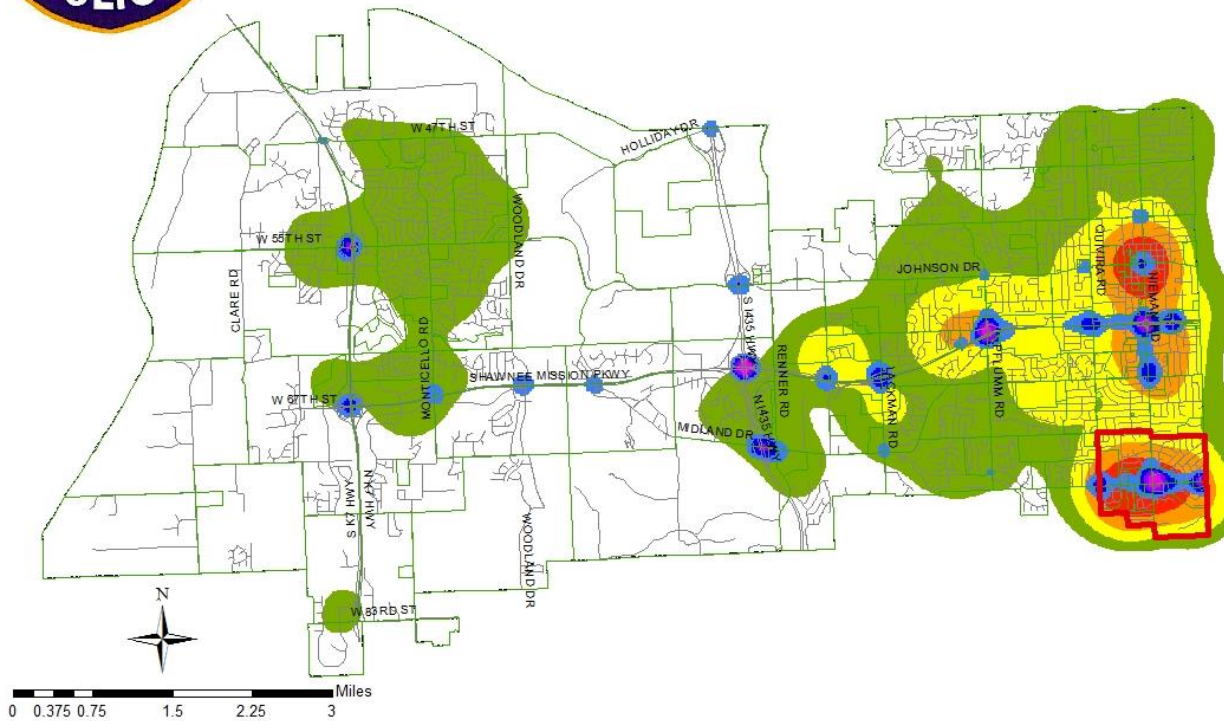 W 47TH ST
HOLLIDAY DR
W 55TH ST
WOODLAND DR
CLARE RD
JOHNSON DR
QUIVIRA RD
NIEMAN RD
S I435 HWY
RENNER RD
PFLUMM RD
MONTICELLO RD
SHAWNEE MISSION PKWY
W 67TH ST
N I435 HWY
MIDLAND DR
S K7 HWY
N K7 HWY
WOODLAND DR
W 83RD ST
N
Miles
0 0.375 0.75 1.5 2.25 3